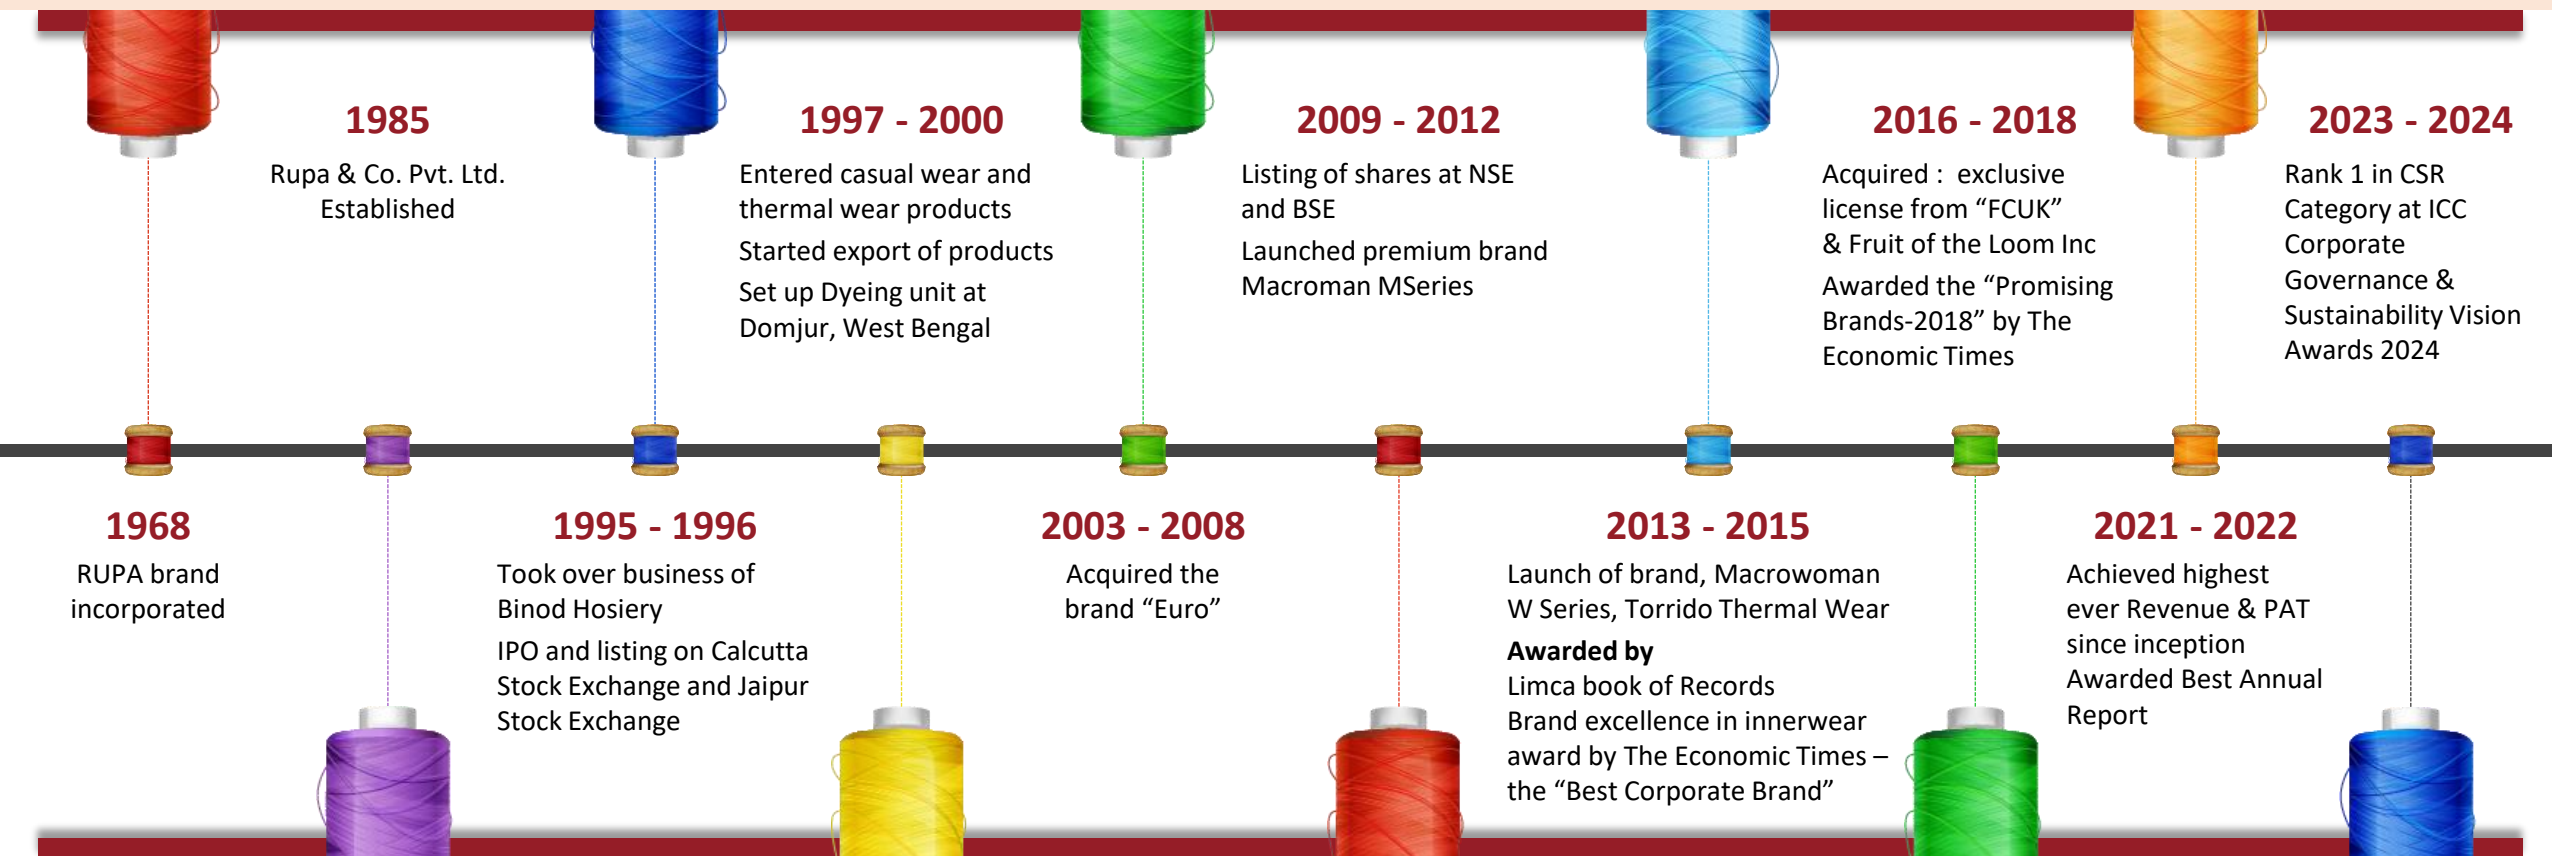 1985
Rupa & Co. Pvt. Ltd.
Established
1997 - 2000
Entered casual wear and
thermal wear products
Started export of products
Set up Dyeing unit at
Domjur, West Bengal
2009 - 2012
Listing of shares at NSE
and BSE
Launched premium brand
Macroman MSeries
2016 - 2018
Acquired :  exclusive
license from “FCUK”
& Fruit of the Loom Inc
Awarded the “Promising
Brands-2018” by The
Economic Times
2023 - 2024
Rank 1 in CSR
Category at ICC
Corporate
Governance &
Sustainability Vision
Awards 2024
1968
RUPA brand
incorporated
1995 - 1996
Took over business of
Binod Hosiery
IPO and listing on Calcutta
Stock Exchange and Jaipur
Stock Exchange
2003 - 2008
Acquired the
brand “Euro”
2013 - 2015
Launch of brand, Macrowoman
W Series, Torrido Thermal Wear
Awarded by
Limca book of Records
Brand excellence in innerwear
award by The Economic Times –
the “Best Corporate Brand”
2021 - 2022
Achieved highest
ever Revenue & PAT
since inception
Awarded Best Annual
Report